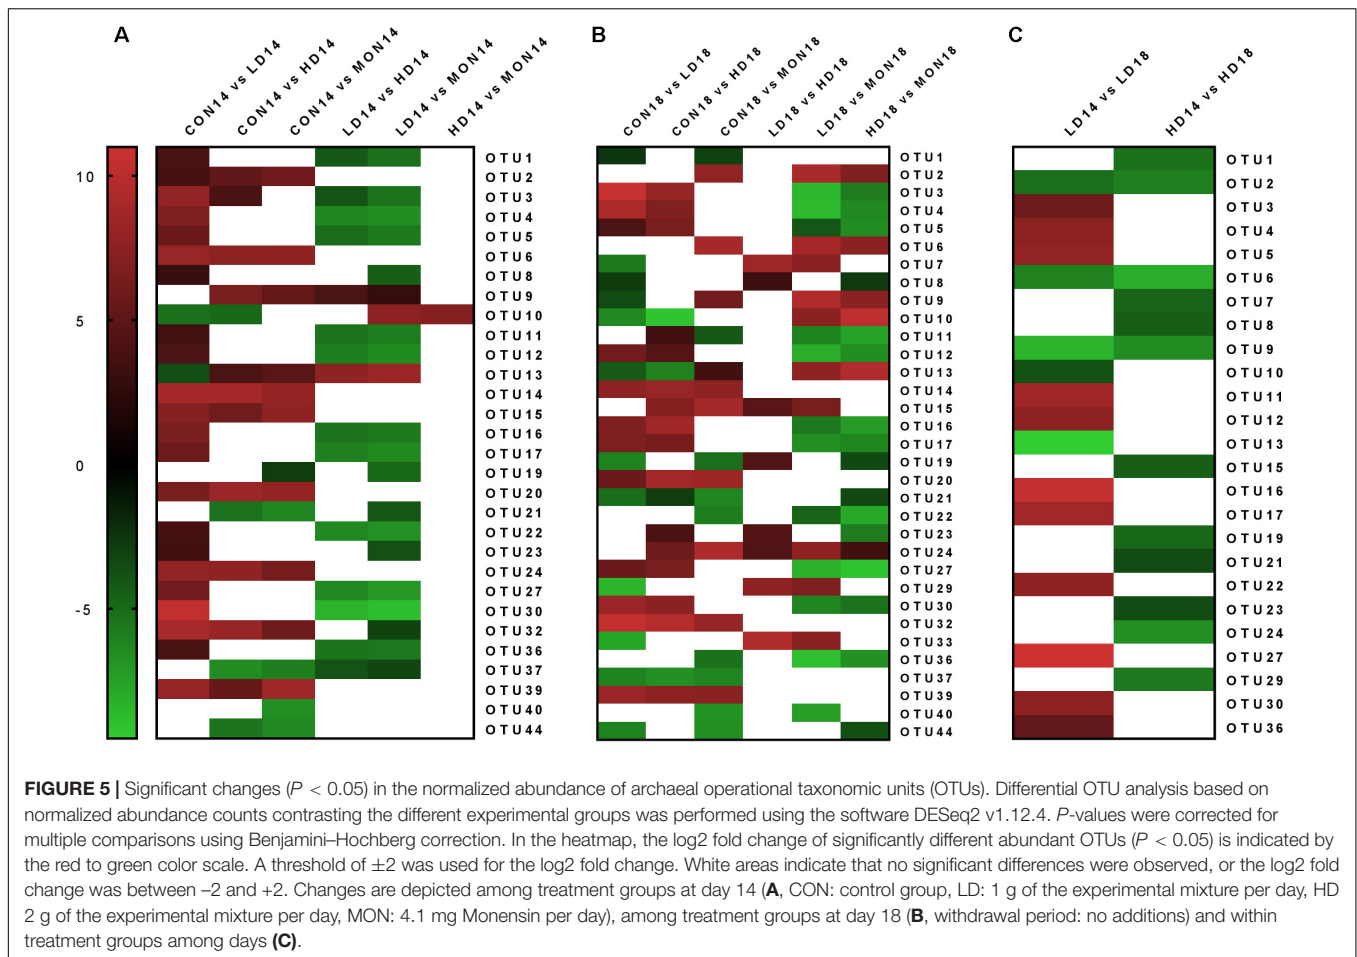 A
B
C
CON14 vs LD14
CON14 vs HD14
CON14 vs MON14
LD14 vs HD14
LD14 vs MON14
HD14 vs MON14
CON18 vs LD18
CON18 vs HD18
CON18 vs MON18
LD18 vs HD18
LD18 vs MON18
HD18 vs MON18
LD14 vs LD18
HD14 vs HD18
10
5
0
-5
OTU1
OTU2
OTU3
OTU4
OTU5
OTU6
OTU8
OTU9
OTU10
OTU11
OTU12
OTU13
OTU14
OTU15
OTU16
OTU17
OTU19
OTU20
OTU21
OTU22
OTU23
OTU24
OTU27
OTU30
OTU32
OTU36
OTU37
OTU39
OTU40
OTU44
OTU1
OTU2
OTU3
OTU4
OTU5
OTU6
OTU7
OTU8
OTU9
OTU10
OTU11
OTU12
OTU13
OTU14
OTU15
OTU16
OTU17
OTU19
OTU20
OTU21
OTU22
OTU23
OTU24
OTU27
OTU29
OTU30
OTU32
OTU33
OTU36
OTU37
OTU39
OTU40
OTU44
OTU1
OTU2
OTU3
OTU4
OTU5
OTU6
OTU7
OTU8
OTU9
OTU10
OTU11
OTU12
OTU13
OTU15
OTU16
OTU17
OTU19
OTU21
OTU22
OTU23
OTU24
OTU27
OTU29
OTU30
OTU36
FIGURE 5 | Significant changes (P < 0.05) in the normalized abundance of archaeal operational taxonomic units (OTUs). Differential OTU analysis based on
normalized abundance counts contrasting the different experimental groups was performed using the software DESeq2 v1.12.4. P-values were corrected for
multiple comparisons using Benjamini–Hochberg correction. In the heatmap, the log2 fold change of significantly different abundant OTUs (P < 0.05) is indicated by
the red to green color scale. A threshold of ±2 was used for the log2 fold change. White areas indicate that no significant differences were observed, or the log2 fold
change was between –2 and +2. Changes are depicted among treatment groups at day 14 (A, CON: control group, LD: 1 g of the experimental mixture per day, HD
2 g of the experimental mixture per day, MON: 4.1 mg Monensin per day), among treatment groups at day 18 (B, withdrawal period: no additions) and within
treatment groups among days (C).